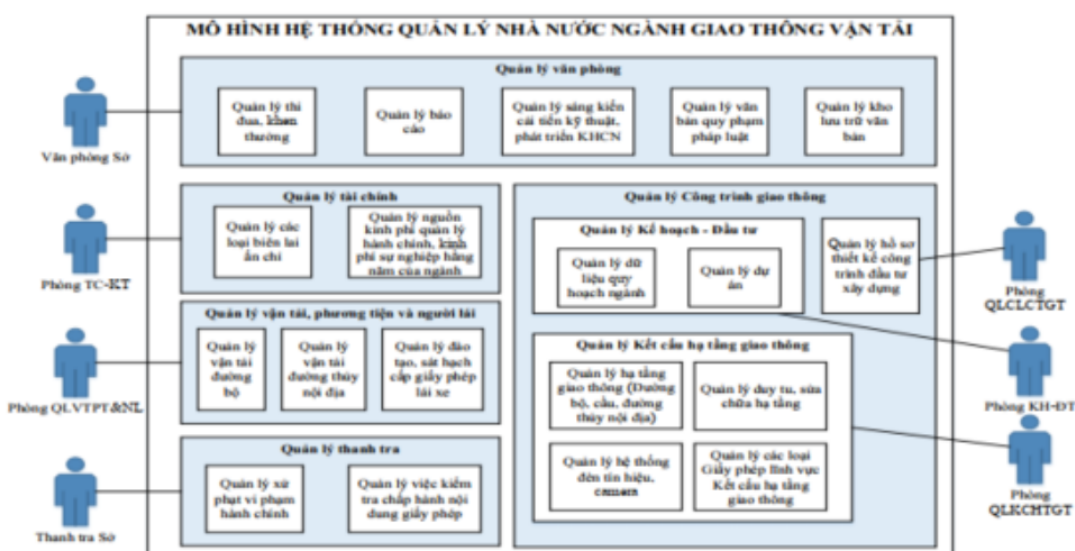 MÔ HÌNH HỆ THỐNG QUẢN LÝ NHÀ NƯỚC NGÀNH GIAO THÔNG VẬN TẢI
Quản lý văn phòng
Quản lý thi
đua, khen
thưởng
Quản lý báo
cáo
Quản lý sáng kiến
cải tiến kỹ thuật,
phát triển KHCN
Quản lý văn
bản quy phạm
pháp luật
Quản lý kho
lưu trữ văn
bản
Văn phòng Sở
Quản lý tài chính
Quản lý các
loại biên lai
ấn chỉ
Quản lý nguồn
kinh phí quản lý
hành chính, kinh
phí sự nghiệp hằng
năm của ngành
Phòng TC-KT
Quản lý vận tải, phương tiện và người lái
Quản lý
vận tải
đường
bộ
Quản lý
vận tải
đường thủy
nội địa
Quản lý đào
tạo, sát hạch
cấp giấy phép
lái xe
Phòng QLVTPT&NL
Quản lý thanh tra
Quản lý xử
phạt vi phạm
hành chính
Quản lý việc kiểm
tra chấp hành nội
dung giấy phép
Thanh tra Sở
Quản lý Công trình giao thông
Quản lý Kế hoạch - Đầu tư
Quản lý dữ
liệu quy
hoạch ngành
Quản lý dự
án
Quản lý hồ sơ
thiết kế công
trình đầu tư
xây dựng
Phòng
QLCLCTGT
Quản lý Kết cấu hạ tầng giao thông
Quản lý hạ tầng
giao thông (Đường
bộ, cầu, đường
thủy nội địa)
Quản lý duy tu, sửa
chữa hạ tầng
Quản lý hệ thống
đèn tín hiệu,
camera
Quản lý các loại
Giấy phép lĩnh vực
Kết cấu hạ tầng
giao thông
Phòng KH-ĐT
Phòng
QLKCHTGT